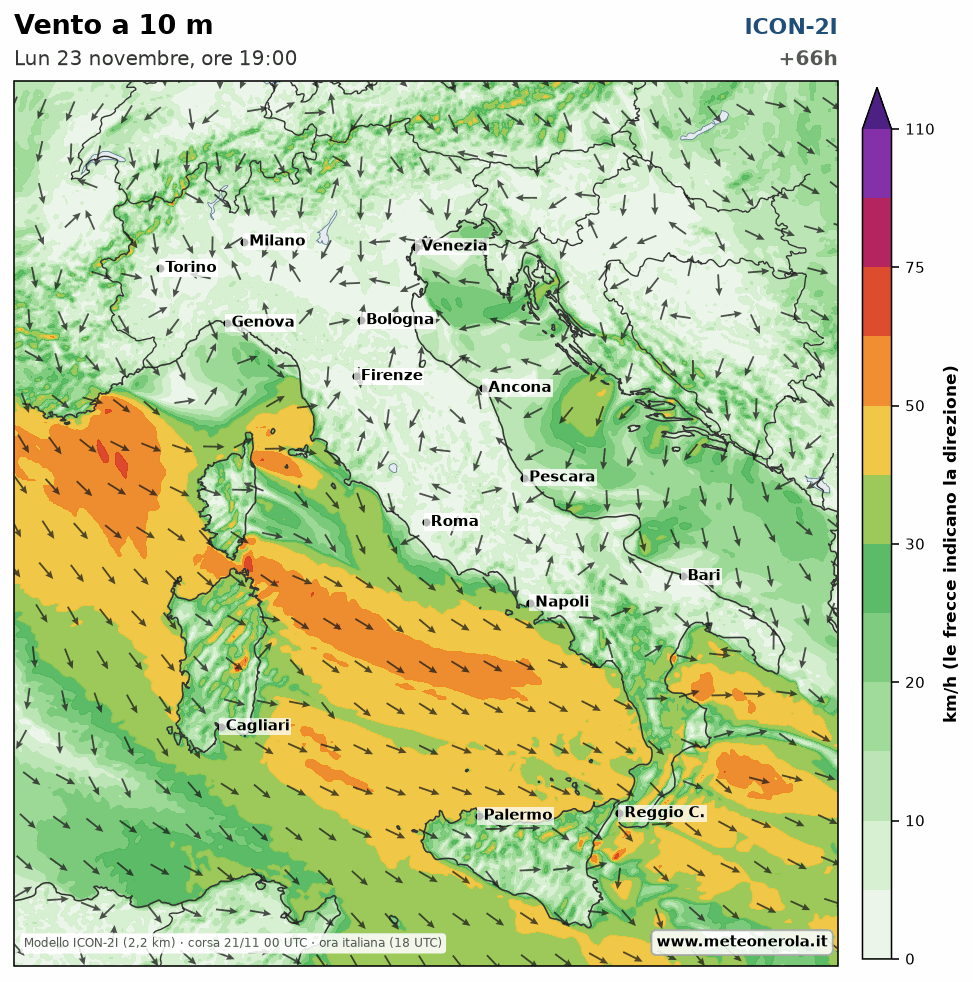 Vento a 10 m
ICON-2I
Lun 23 novembre, ore 19:00
+66h
Milano
Venezia
Torino
Genova
Bologna
Firenze
Ancona
Pescara
Roma
Bari
Napoli
Cagliari
Palermo
Reggio C.
Modello ICON-2I (2,2 km) · corsa 21/11 00 UTC · ora italiana (18 UTC)
www.meteonerola.it
110
75
50
30
20
10
0
km/h (le frecce indicano la direzione)